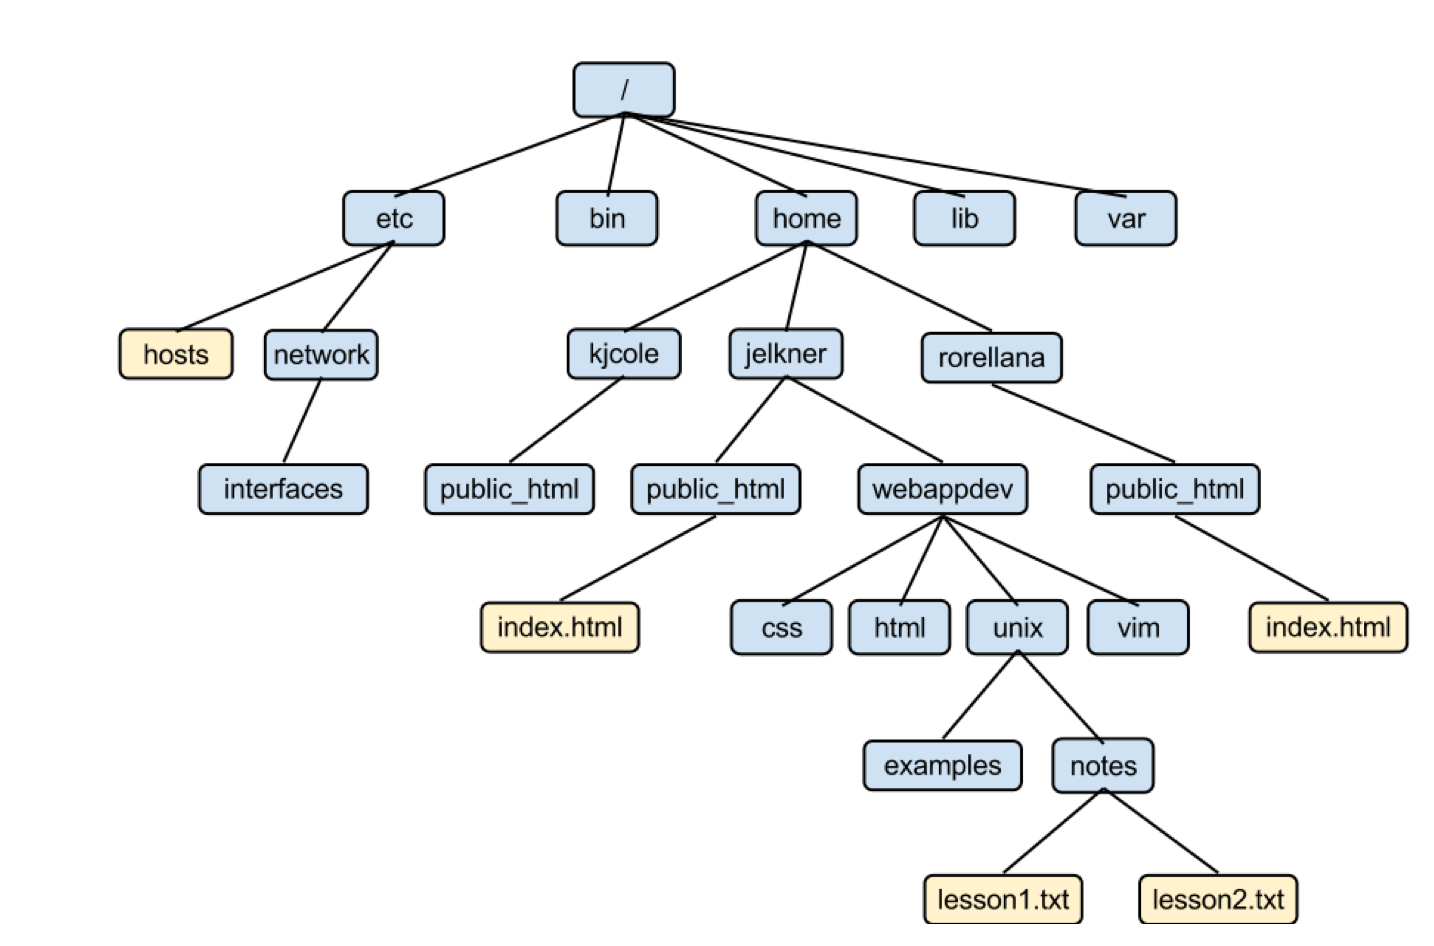 /
etc
bin
home
lib
var
hosts
network
kjcole
jelkner
rorellana
interfaces
public_html
public_html
webappdev
public_html
index.html
css
html
unix
vim
index.html
examples
notes
lesson1.txt
lesson2.txt